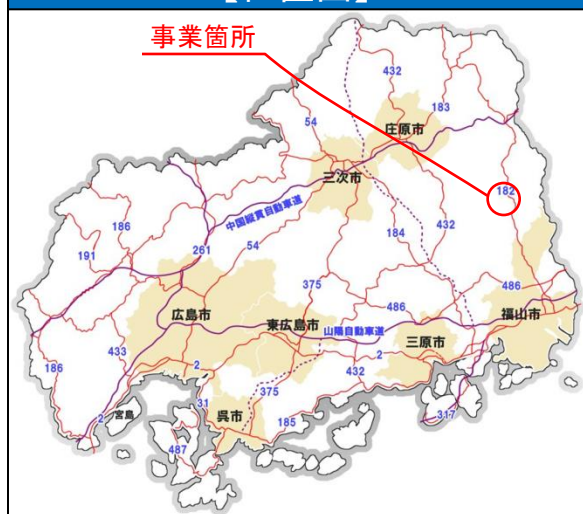 事業箇所
432
183
54
庄原市
三次市
182
中国縦貫自動車道
186
432
184
191
261
54
375
486
486
広島市
東広島市
山陽自動車道
福山市
三原市
433
2
2
186
432
375
31
185
呉市
317
2
宮島
487